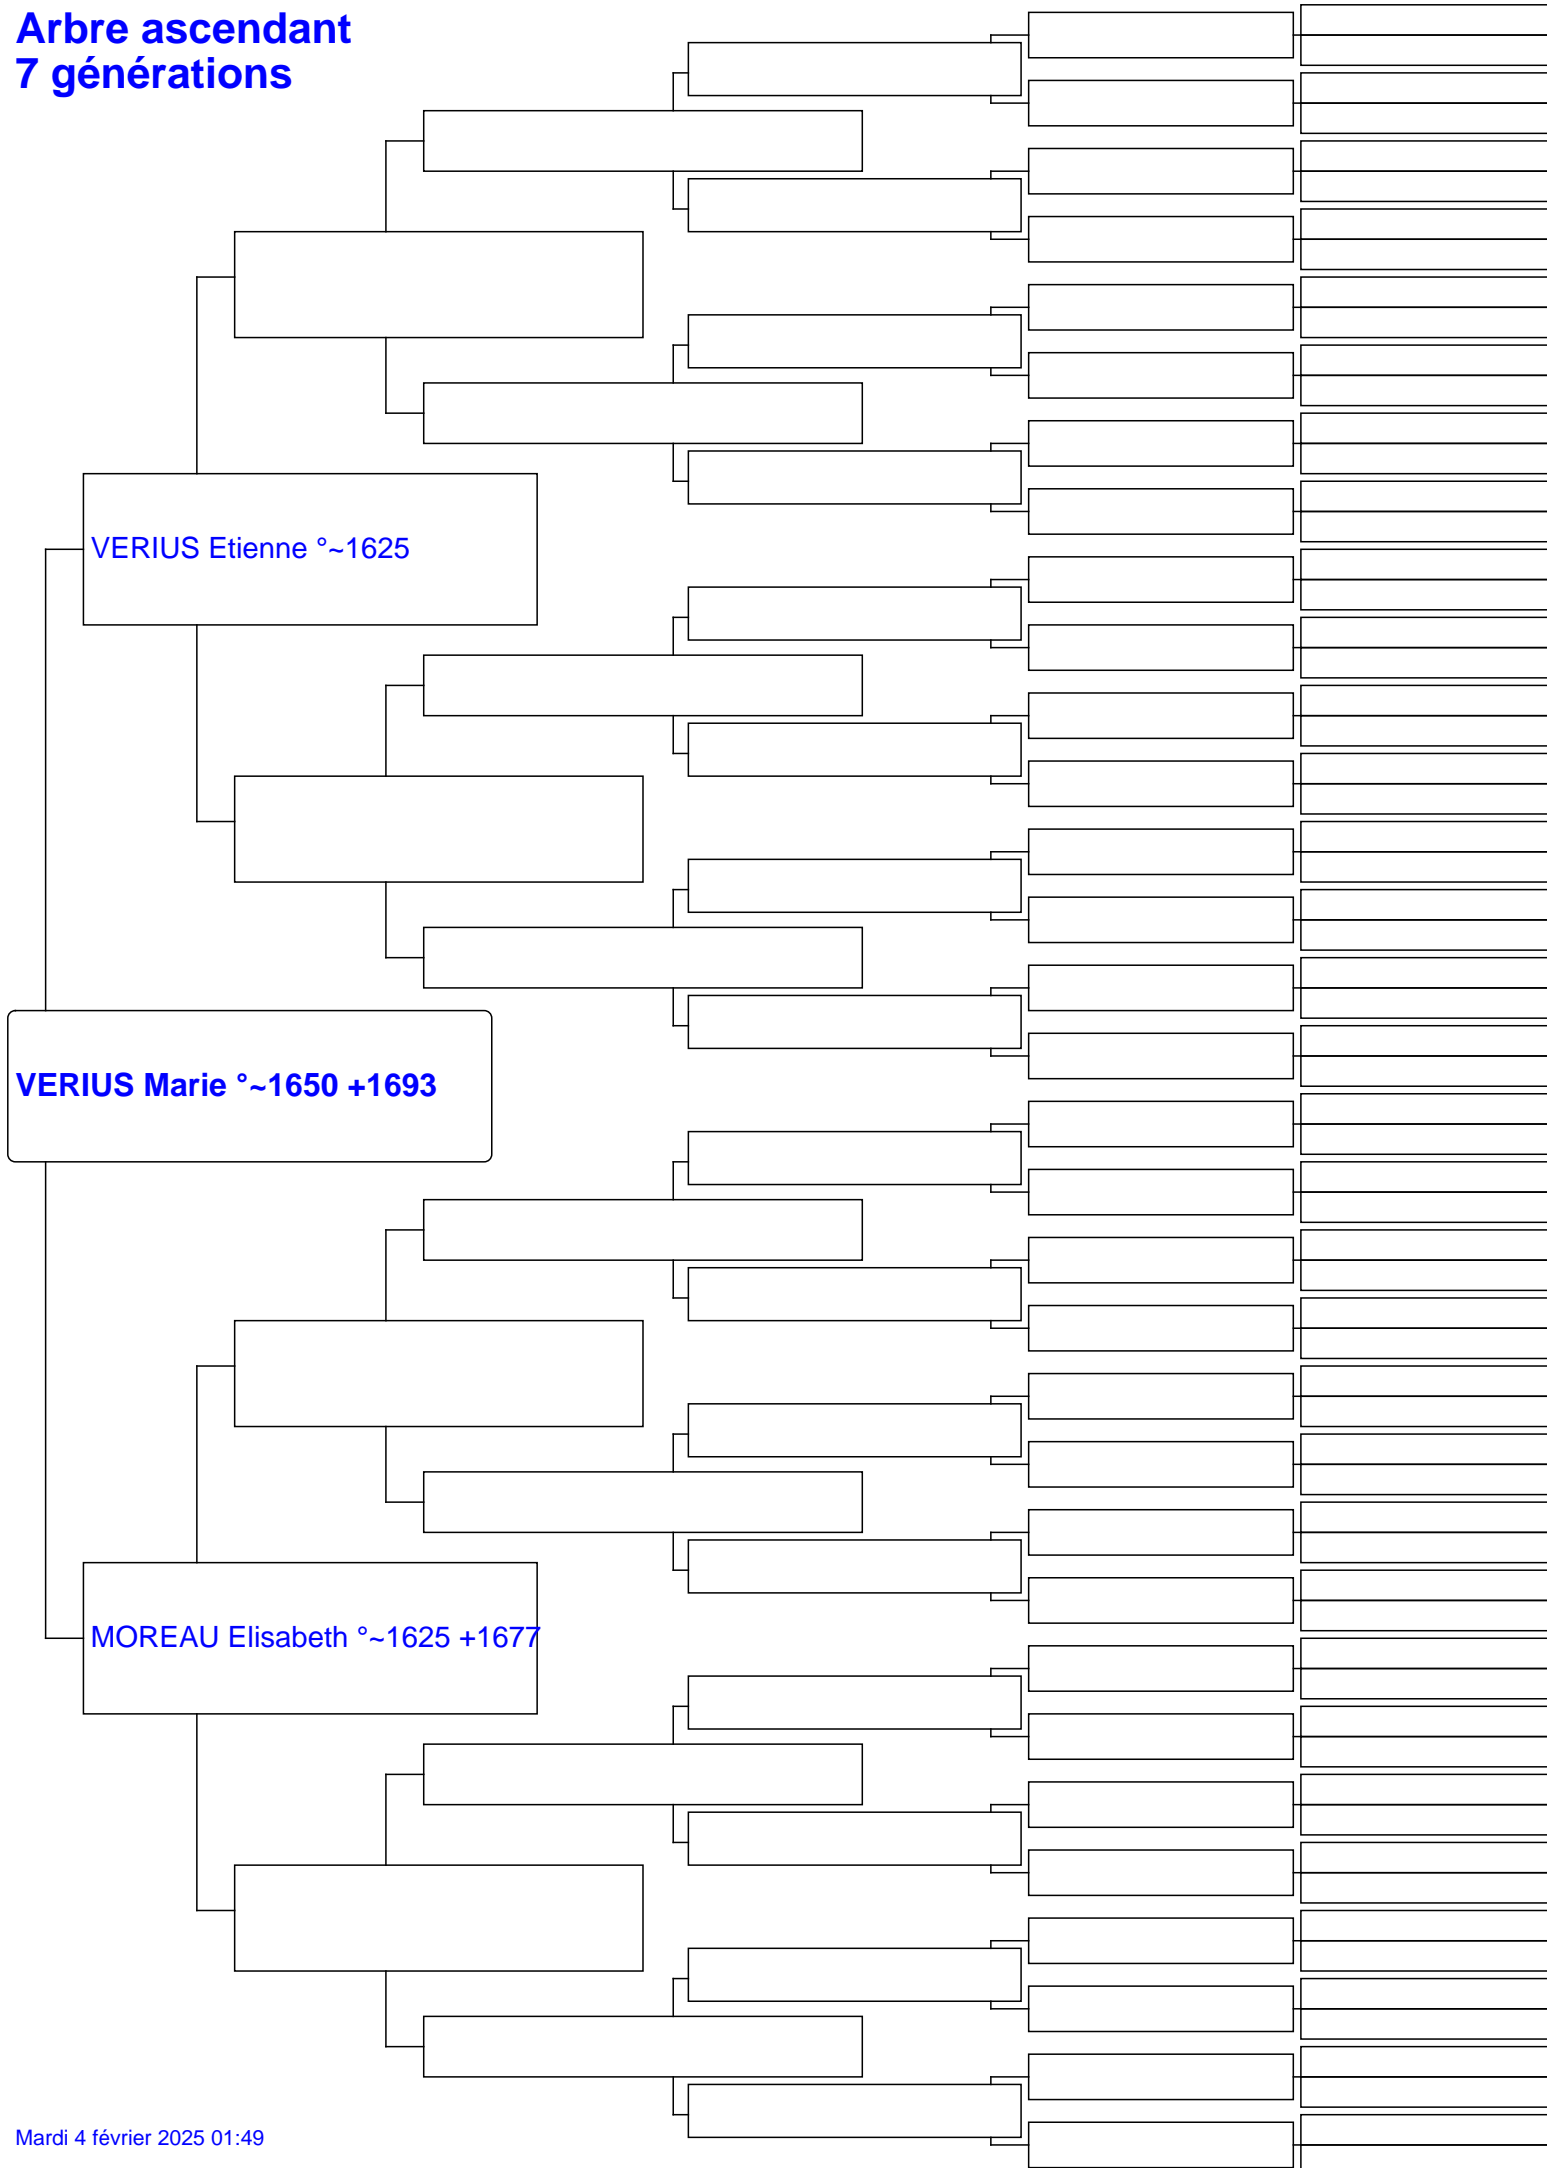 Arbre ascendant
7 générations
VERIUS Etienne °~1625
VERIUS Marie °~1650 +1693
MOREAU Elisabeth °~1625 +1677
Mardi 4 février 2025 01:49